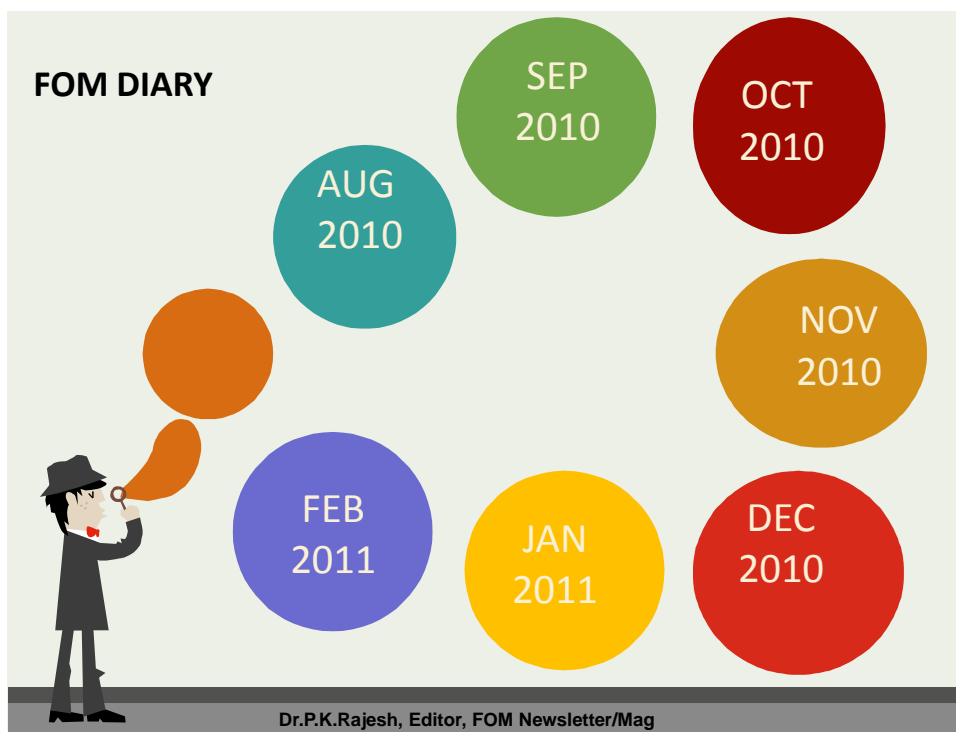 FOM DIARY
AUG
2010
SEP
2010
OCT
2010
NOV
2010
DEC
2010
JAN
2011
FEB
2011
Dr.P.K.Rajesh, Editor, FOM Newsletter/Mag